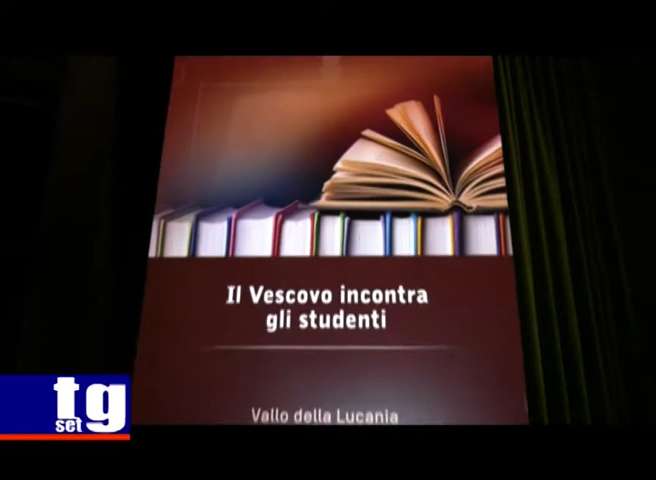 Il Vescovo incontra
gli studenti
Vallo della Lucania
tg
set